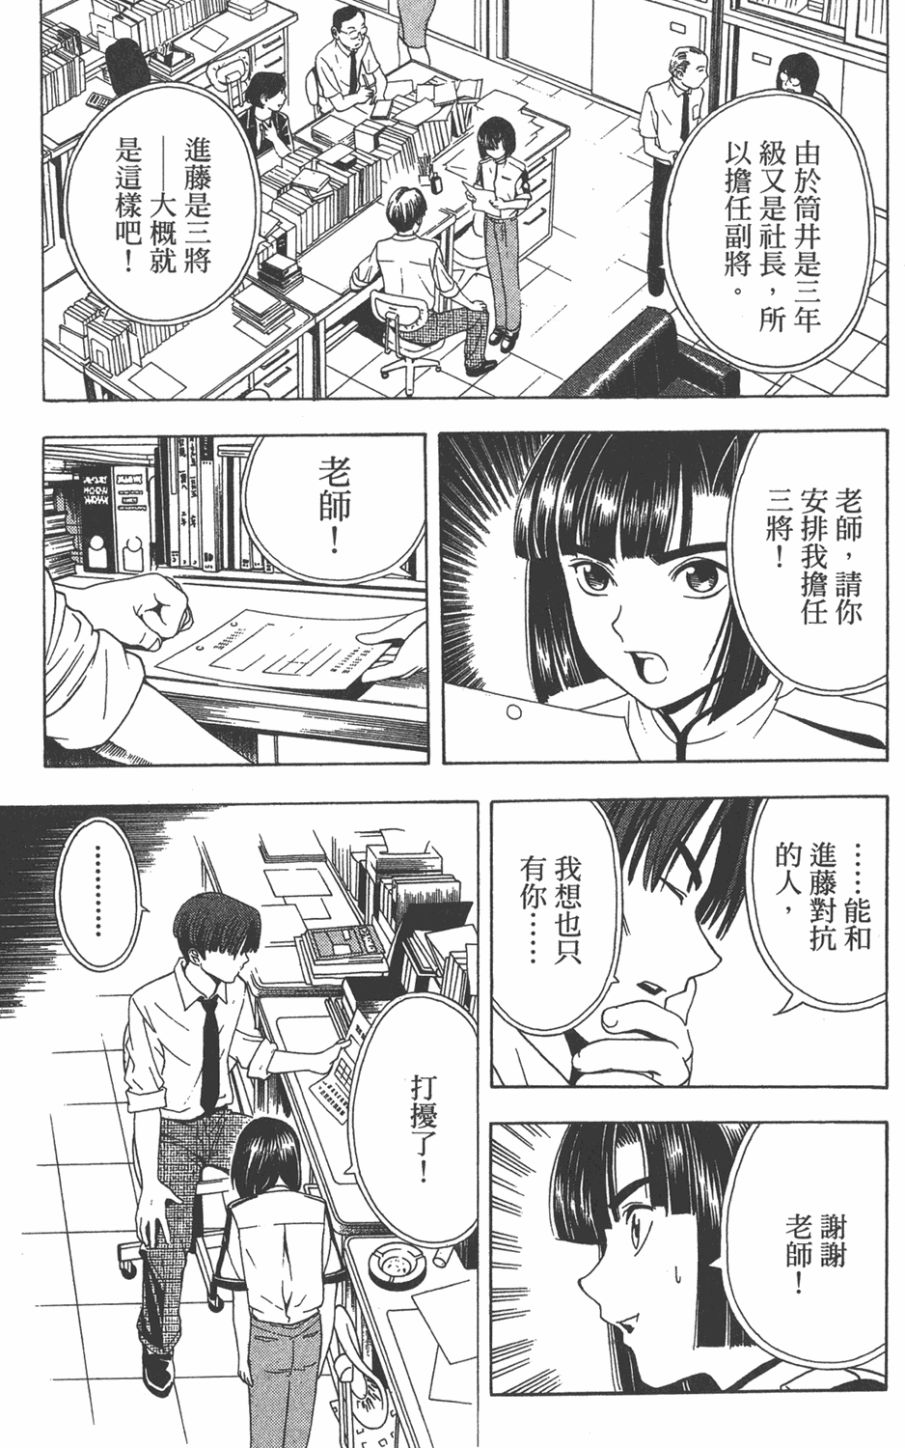 由於筒井是三年
級又是社長，所
以擔任副將。
進藤是三將
——大概就
是這樣吧！
老師，請你
安排我擔任
三將！
老師！
……能和
進藤對抗
的人，
我想也只
有你……
謝謝
老師！
打擾了！
…………